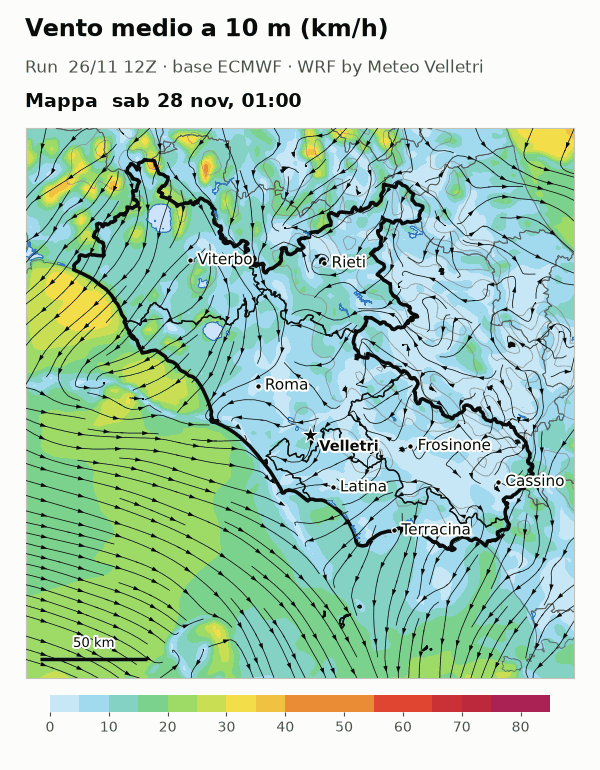 Vento medio a 10 m (km/h)
Run  26/11 12Z · base ECMWF · WRF by Meteo Velletri
Mappa  sab 28 nov, 01:00
Viterbo
Rieti
Roma
Velletri
Frosinone
Latina
Cassino
Terracina
50 km
0 10 20 30 40 50 60 70 80